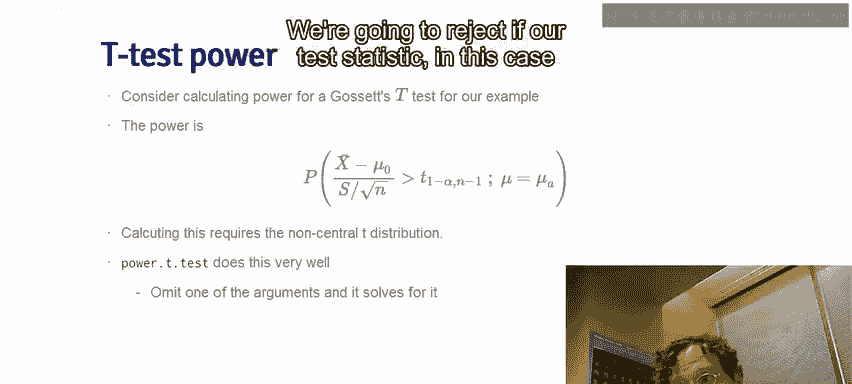 We're going to reject if our
test statistic, in this case
T-test power
· Consider calculating power for a Gossett's T test for our example
· The power is
P( (X̄ − μ₀) / (S/√n) > t_{1−α,n−1} ; μ = μₐ )
· Calcuting this requires the non-central t distribution.
· power.t.test does this very well
- Omit one of the arguments and it solves for it